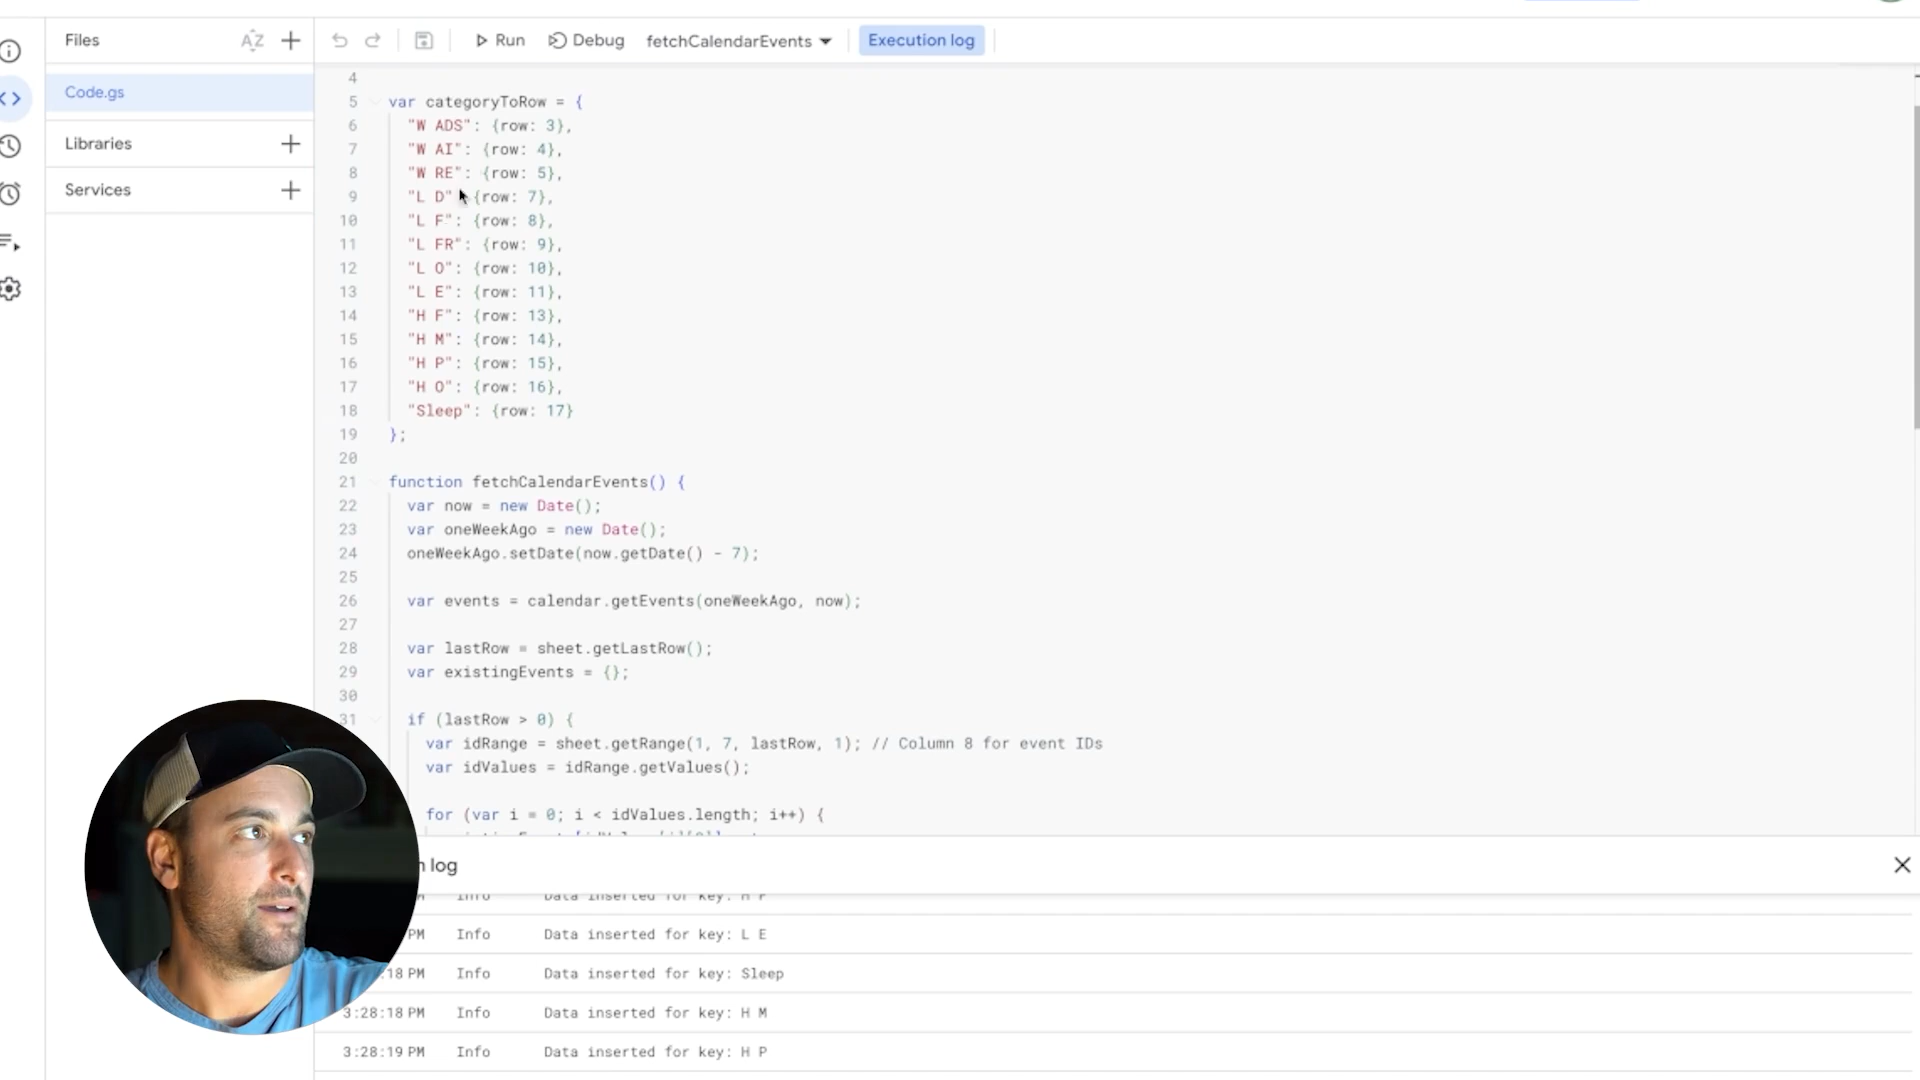 Files
Run
Debug
fetchCalendarEvents
Execution log
Code.gs
Libraries
Services
4
5 var categoryToRow = {
6 "W ADS": {row: 3},
7 "W AI": {row: 4},
8 "W RE": {row: 5},
9 "L D" {row: 7},
10 "L F": {row: 8},
11 "L FR": {row: 9},
12 "L O": {row: 10},
13 "L E": {row: 11},
14 "H F": {row: 13},
15 "H M": {row: 14},
16 "H P": {row: 15},
17 "H O": {row: 16},
18 "Sleep": {row: 17}
19 };
20
21 function fetchCalendarEvents() {
22 var now = new Date();
23 var oneWeekAgo = new Date();
24 oneWeekAgo.setDate(now.getDate() - 7);
25
26 var events = calendar.getEvents(oneWeekAgo, now);
27
28 var lastRow = sheet.getLastRow();
29 var existingEvents = {};
30
31 if (lastRow > 0) {
var idRange = sheet.getRange(1, 7, lastRow, 1); // Column 8 for event IDs
var idValues = idRange.getValues();
for (var i = 0; i < idValues.length; i++) {
n log
Info Data inserted for key: H
PM Info Data inserted for key: L E
:18 PM Info Data inserted for key: Sleep
3:28:18 PM Info Data inserted for key: H M
3:28:19 PM Info Data inserted for key: H P